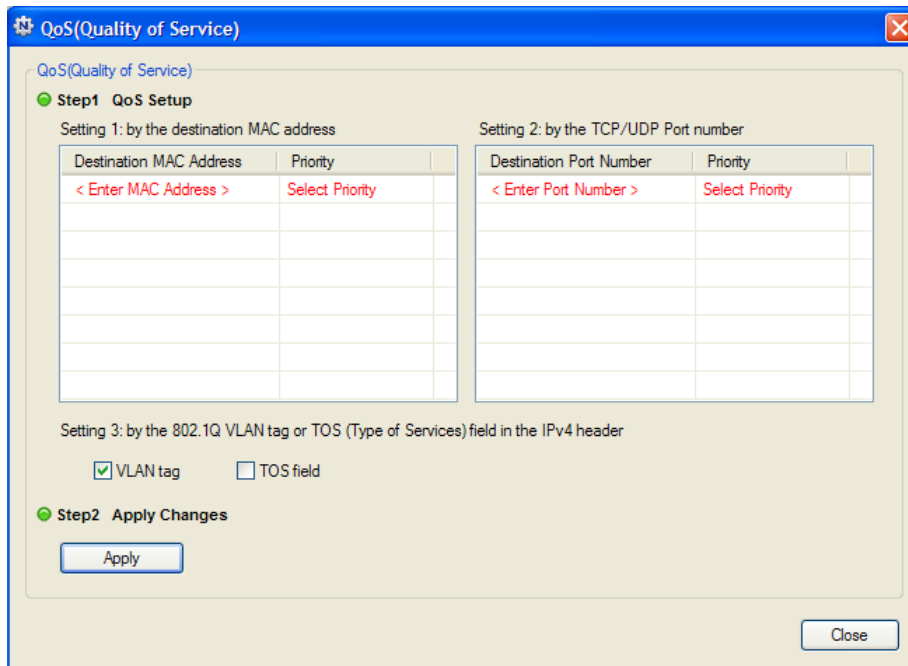 QoS(Quality of Service)
QoS(Quality of Service)
Step1 QoS Setup
Setting 1: by the destination MAC address
Destination MAC Address Priority
< Enter MAC Address > Select Priority
Setting 2: by the TCP/UDP Port number
Destination Port Number Priority
< Enter Port Number > Select Priority
Setting 3: by the 802.1Q VLAN tag or TOS (Type of Services) field in the IPv4 header
VLAN tag TOS field
Step2 Apply Changes
Apply
Close